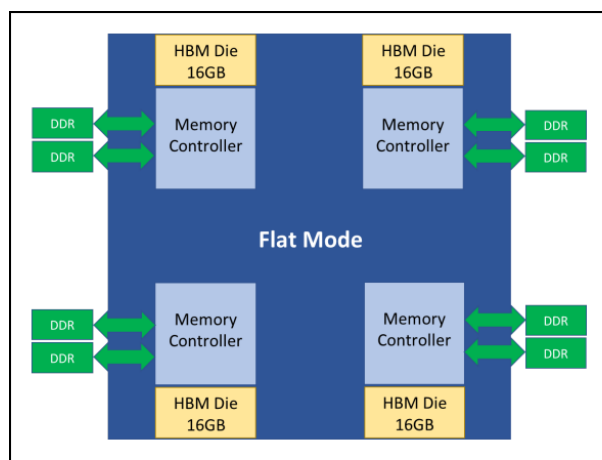 HBM Die
16GB
HBM Die
16GB
DDR
DDR
Memory
Controller
Memory
Controller
DDR
DDR
Flat Mode
DDR
DDR
Memory
Controller
Memory
Controller
DDR
DDR
HBM Die
16GB
HBM Die
16GB